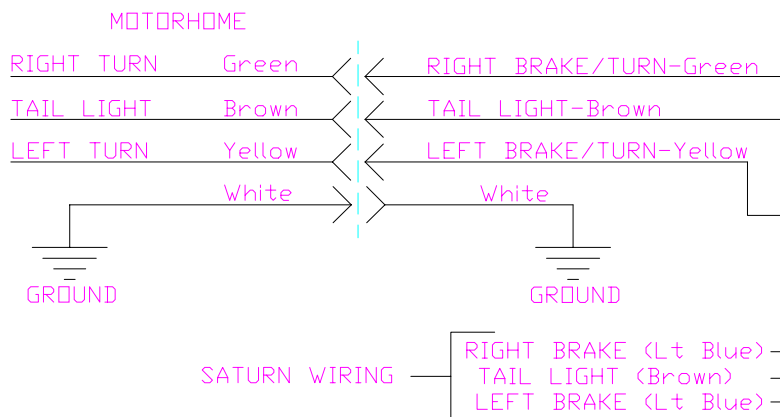 MOTORHOME
RIGHT TURN Green RIGHT BRAKE/TURN-Green
TAIL LIGHT Brown TAIL LIGHT-Brown
LEFT TURN Yellow LEFT BRAKE/TURN-Yellow
White White
GROUND GROUND
SATURN WIRING
RIGHT BRAKE (Lt Blue)
TAIL LIGHT (Brown)
LEFT BRAKE (Lt Blue)